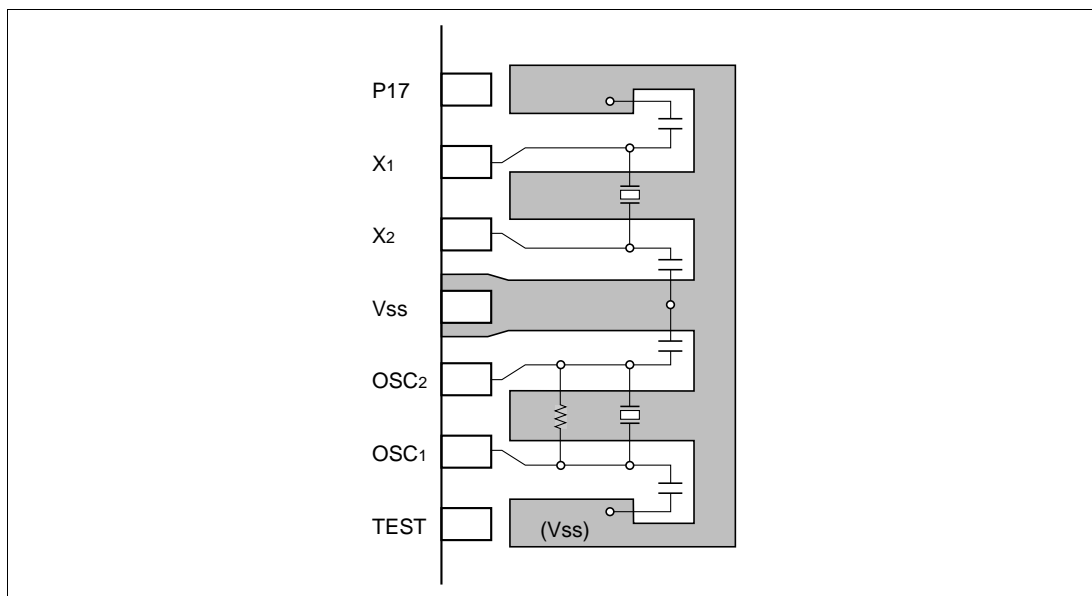 P17
X1
X2
Vss
OSC2
OSC1
TEST
(Vss)